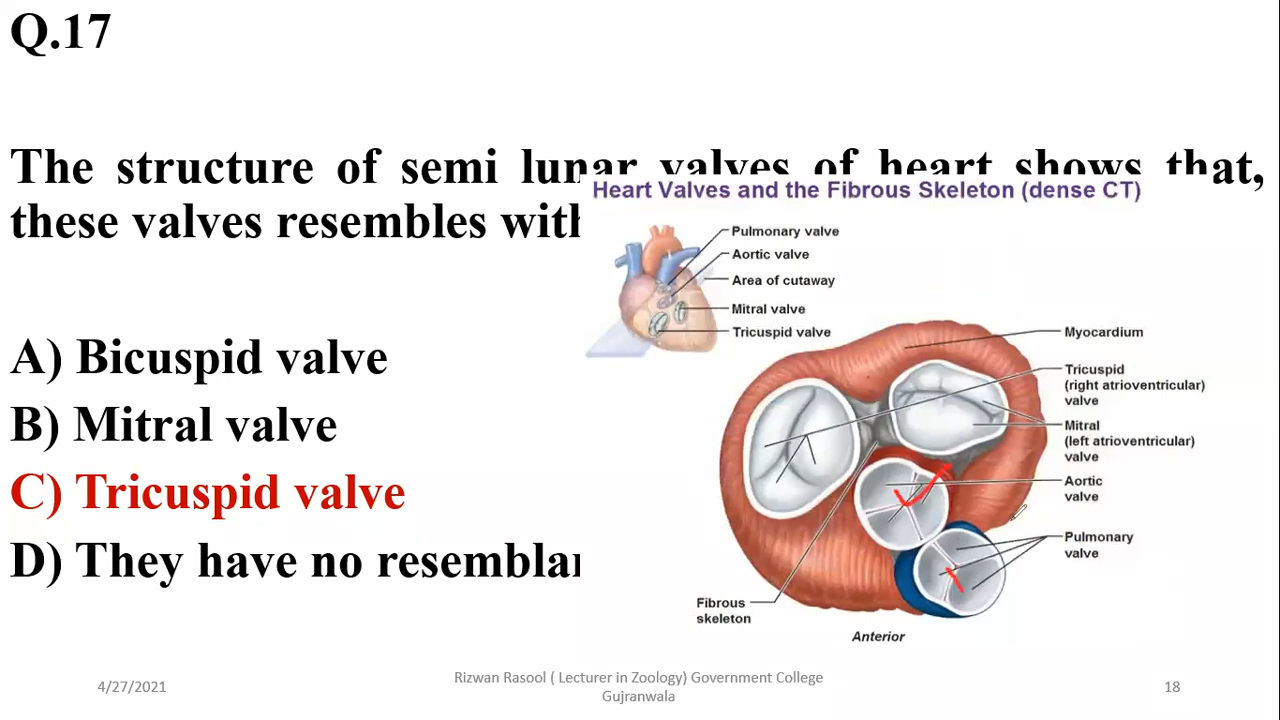 Q.17
The structure of semi lunar valves of heart shows that,
these valves resembles with
Heart Valves and the Fibrous Skeleton (dense CT)
Pulmonary valve
Aortic valve
Area of cutaway
Mitral valve
Tricuspid valve
A) Bicuspid valve
B) Mitral valve
C) Tricuspid valve
D) They have no
Myocardium
Tricuspid
(right atrioventricular)
valve
Mitral
(left atrioventricular)
valve
Aortic
valve
Pulmonary
valve
Fibrous
skeleton
Anterior
4/27/2021
Rizwan Rasool ( Lecturer in Zoology) Government College
Gujranwala
18